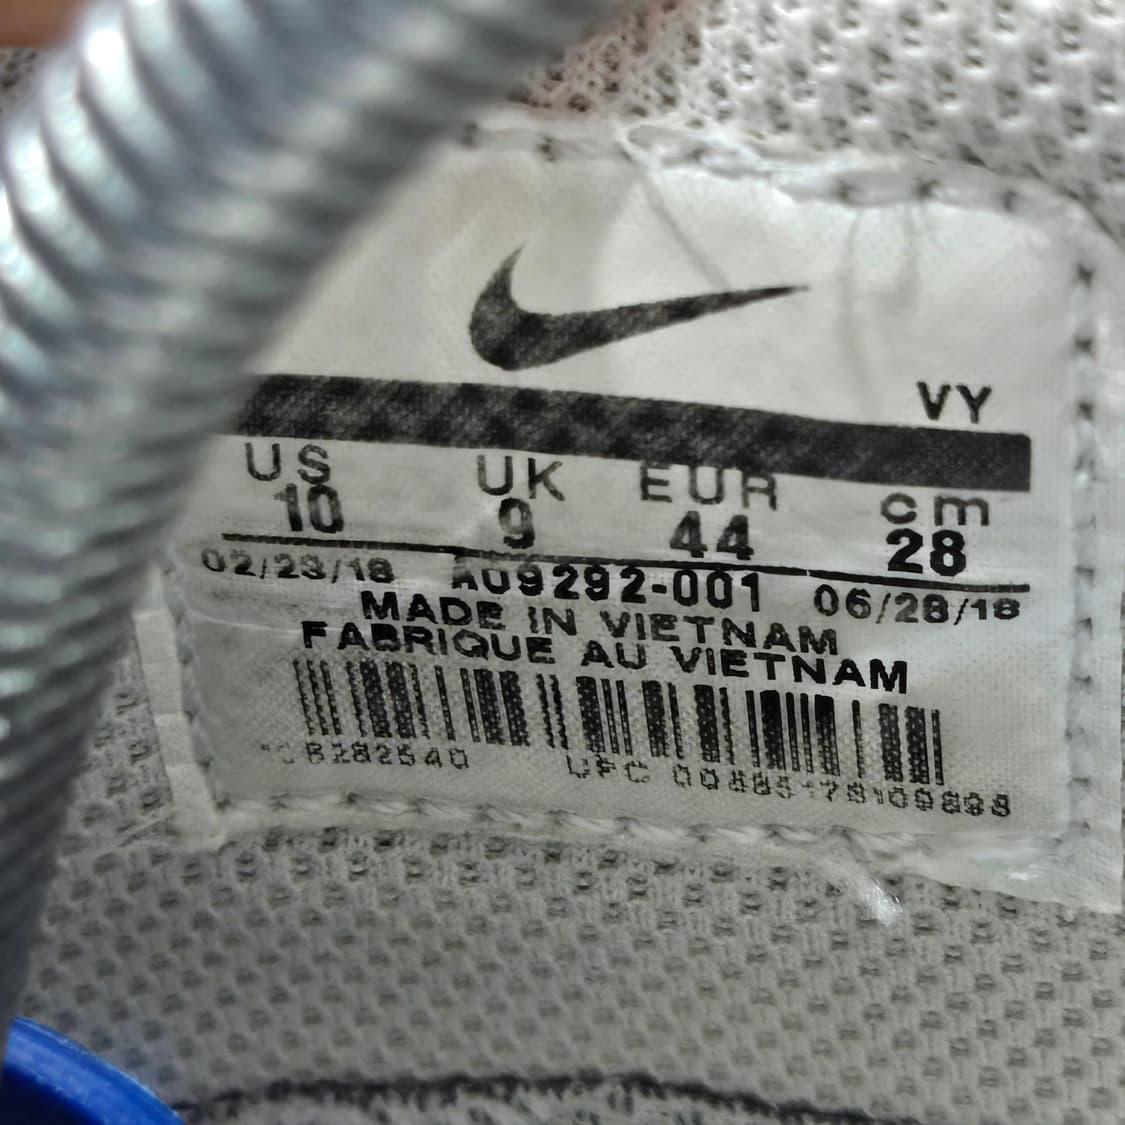 VY
US UK EUR cm
10 9 44 28
02/23/18 AO9292-001 06/28/18
MADE IN VIETNAM
FABRIQUE AU VIETNAM
UPC